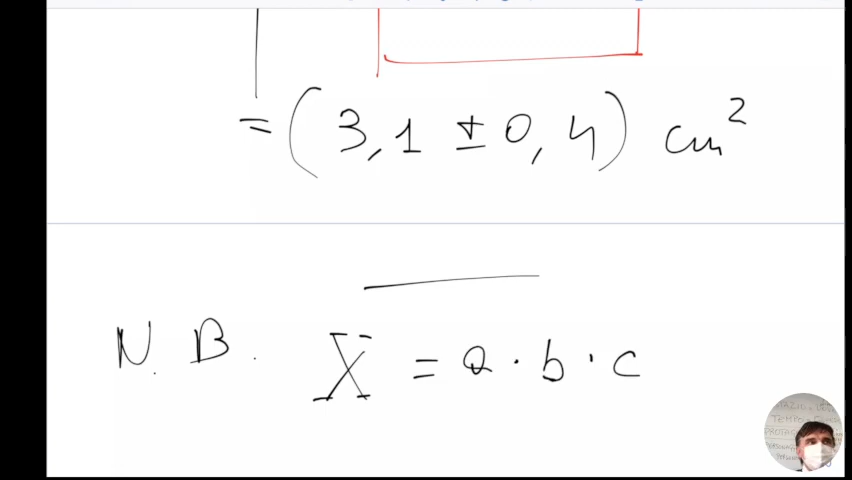 = (3,1 ± 0,4) cm²
N.B. X = a · b · c